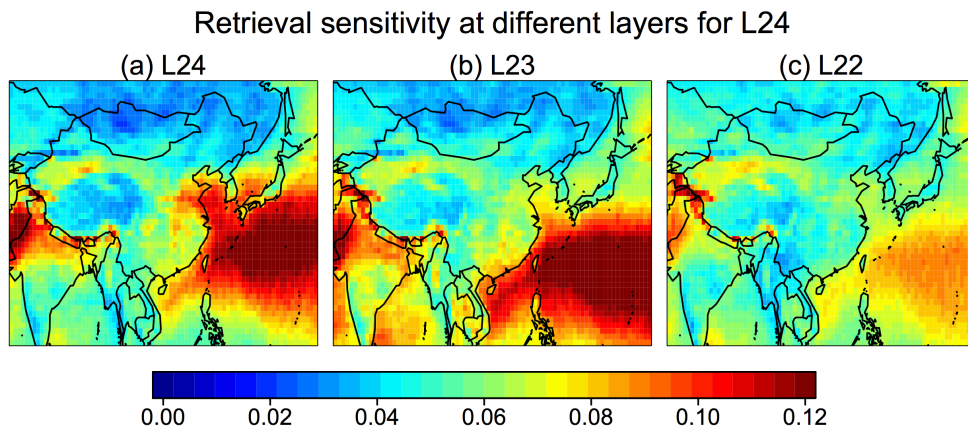 Retrieval sensitivity at different layers for L24
(a) L24 (b) L23 (c) L22
0.00 0.02 0.04 0.06 0.08 0.10 0.12